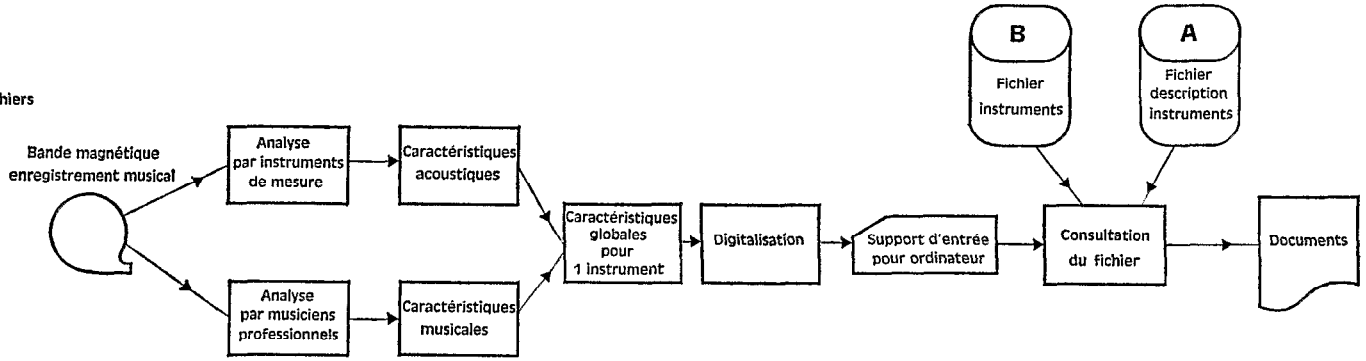 hiers
Bande magnétique
enregistrement musical
Analyse
par instruments
de mesure
Caractéristiques
acoustiques
Analyse
par musiciens
professionnels
Caractéristiques
musicales
Caractéristiques
globales
pour
1 instrument
Digitalisation
Support d'entrée
pour ordinateur
B
Fichier
instruments
A
Fichier
description
instruments
Consultation
du fichier
Documents